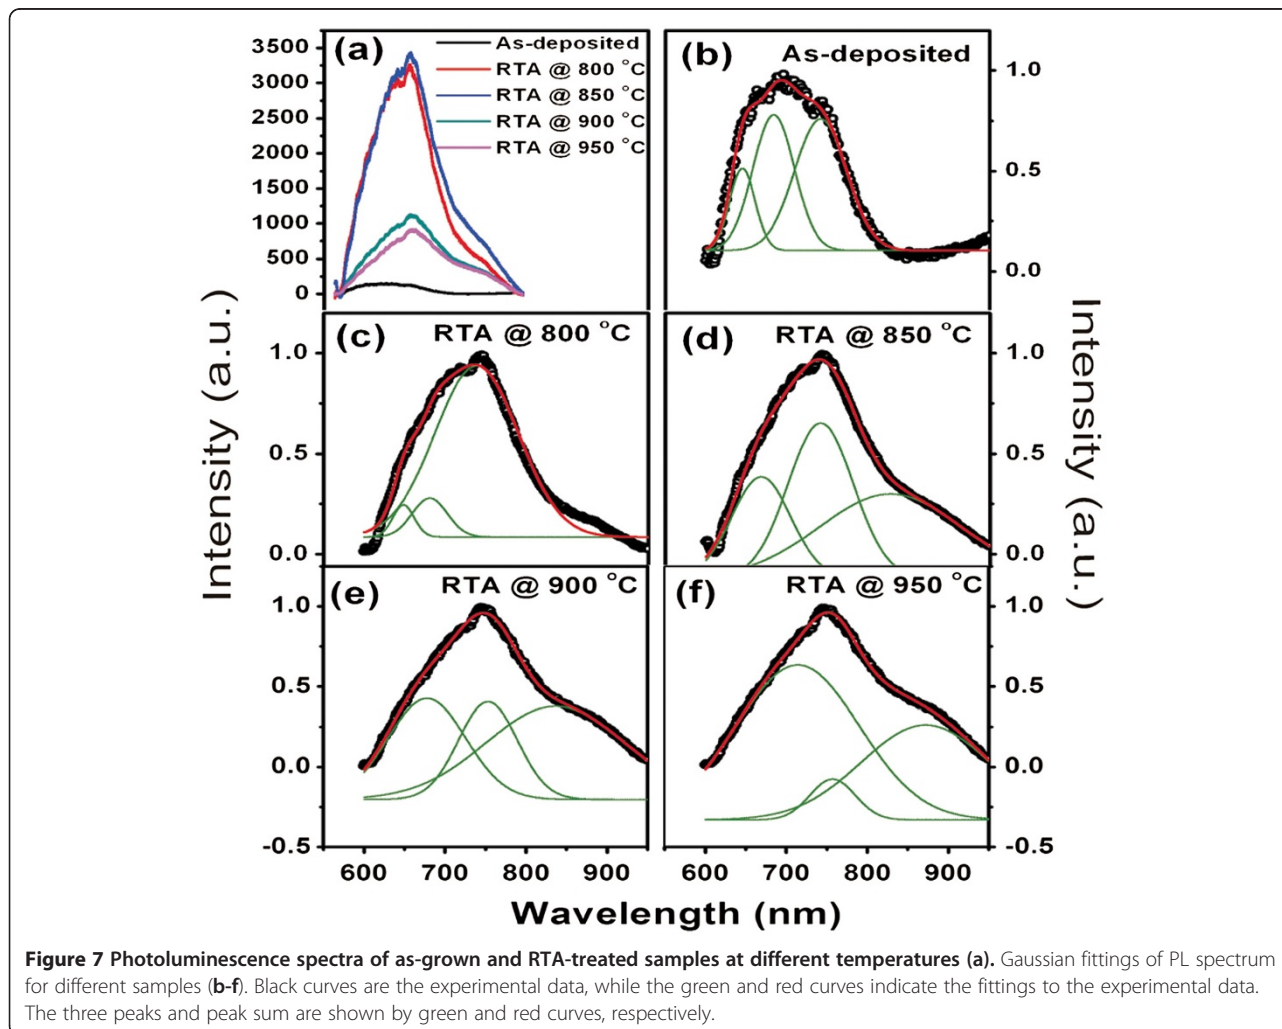 (a)
3500
3000
2500
2000
1500
1000
500
0
As-deposited
RTA @ 800 °C
RTA @ 850 °C
RTA @ 900 °C
RTA @ 950 °C
(b)
As-deposited
1.0
0.5
0.0
(c)
RTA @ 800 °C
1.0
0.5
0.0
(d)
RTA @ 850 °C
1.0
0.5
0.0
(e)
RTA @ 900 °C
1.0
0.5
0.0
-0.5
600 700 800 900
(f)
RTA @ 950 °C
1.0
0.5
0.0
-0.5
600 700 800 900
Intensity (a.u.)
Intensity (a.u.)
Wavelength (nm)
Figure 7 Photoluminescence spectra of as-grown and RTA-treated samples at different temperatures (a). Gaussian fittings of PL spectrum
for different samples (b-f). Black curves are the experimental data, while the green and red curves indicate the fittings to the experimental data.
The three peaks and peak sum are shown by green and red curves, respectively.